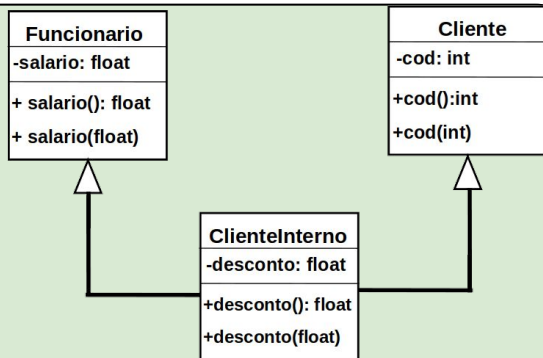 Funcionario
-salario: float
+ salario(): float
+ salario(float)
Cliente
-cod: int
+cod():int
+cod(int)
ClienteInterno
-desconto: float
+desconto(): float
+desconto(float)